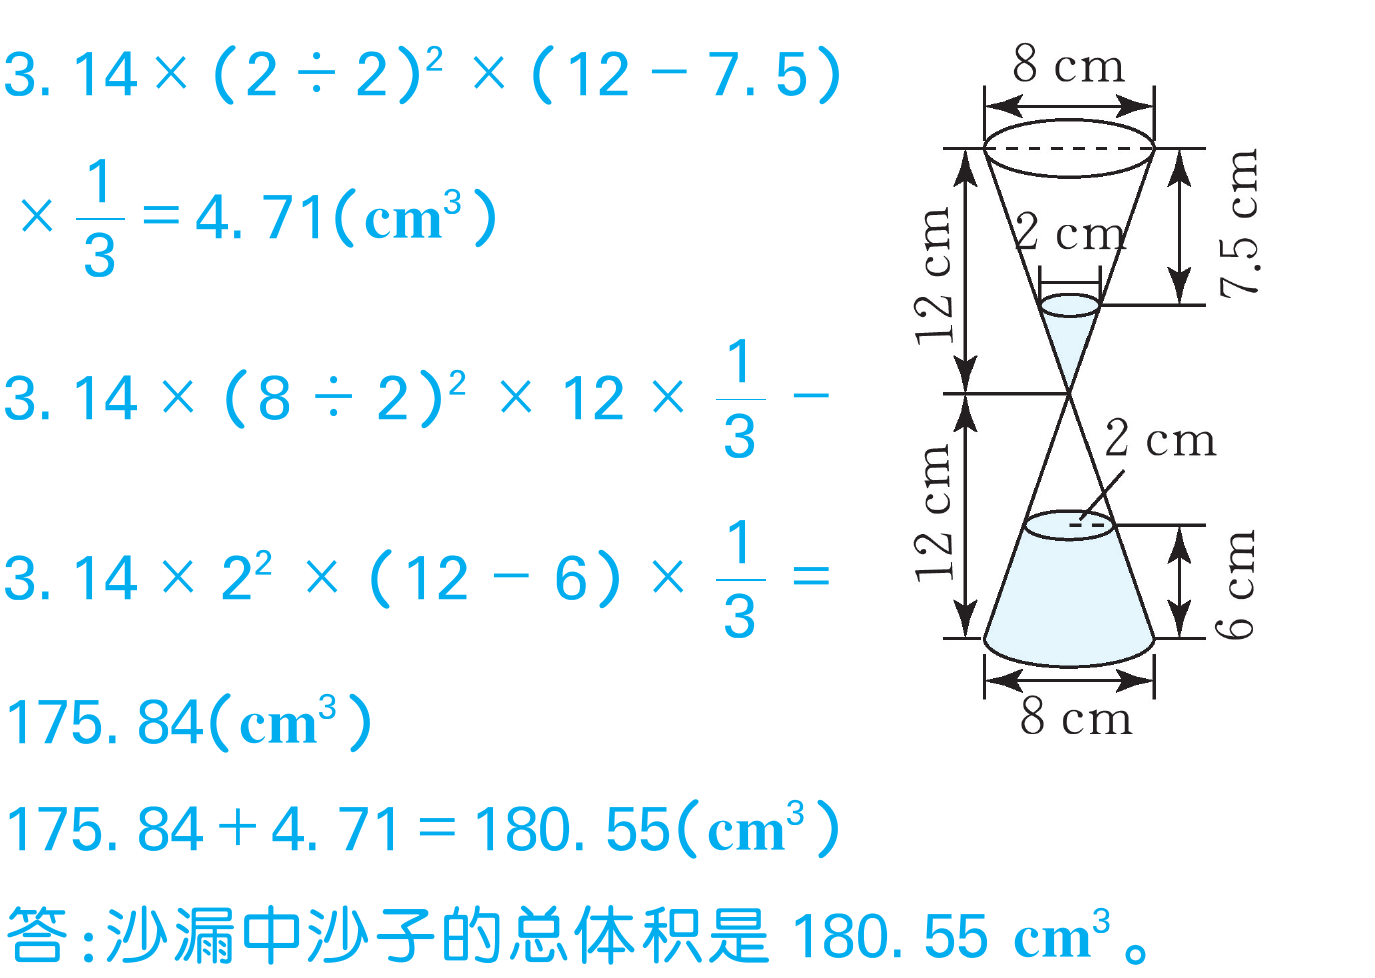 3.14×(2÷2)²×(12－7.5)
×1/3＝4.71(cm³)
3.14×(8÷2)²×12×1/3－
3.14×2²×(12－6)×1/3＝
175.84(cm³)
175.84＋4.71＝180.55(cm³)
答:沙漏中沙子的总体积是 180.55 cm³。
8 cm
12 cm
2 cm
7.5 cm
2 cm
12 cm
6 cm
8 cm